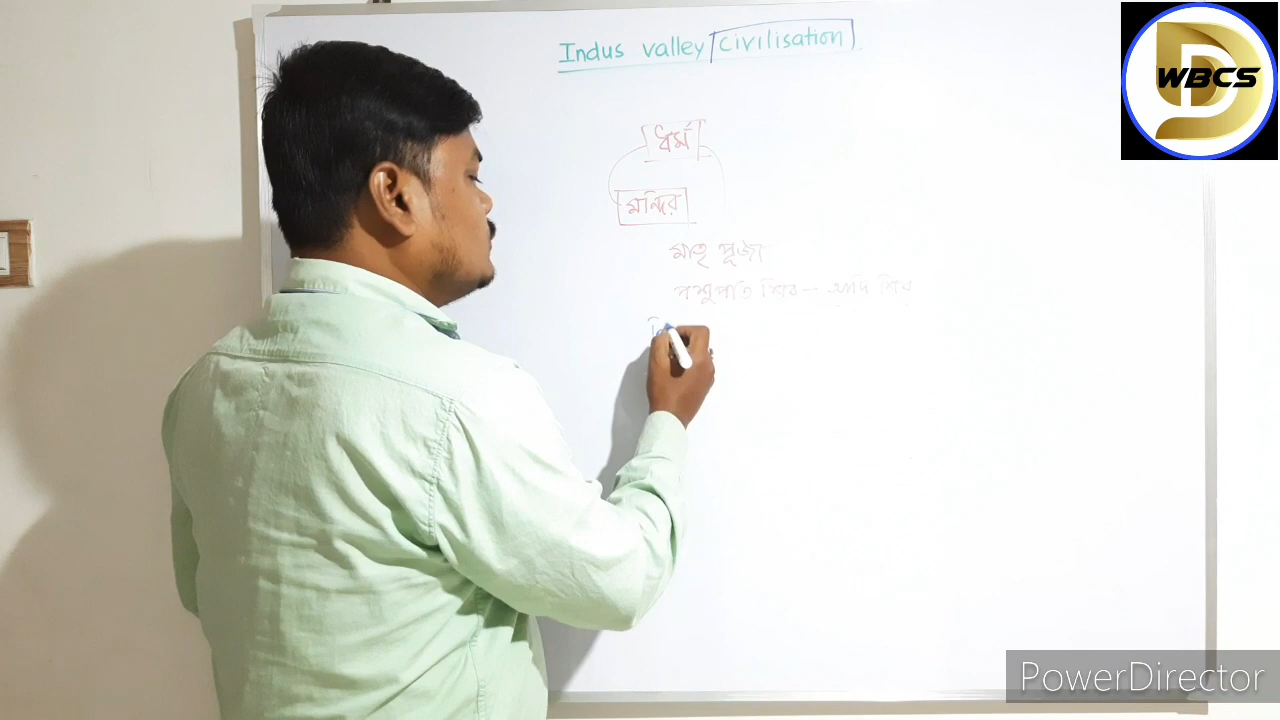 Indus valley civilisation
WBCS
ধর্ম
মন্দির
মাতৃ পূজা
পশুপতি শিব -- আদি শিব
PowerDirector